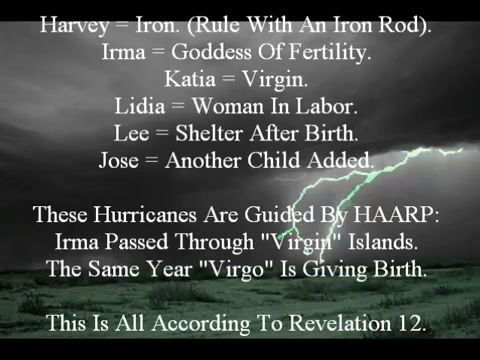 Harvey = Iron. (Rule With An Iron Rod).
Irma = Goddess Of Fertility.
Katia = Virgin.
Lidia = Woman In Labor.
Lee = Shelter After Birth.
Jose = Another Child Added.
These Hurricanes Are Guided By HAARP:
Irma Passed Through "Virgin" Islands.
The Same Year "Virgo" Is Giving Birth.
This Is All According To Revelation 12.